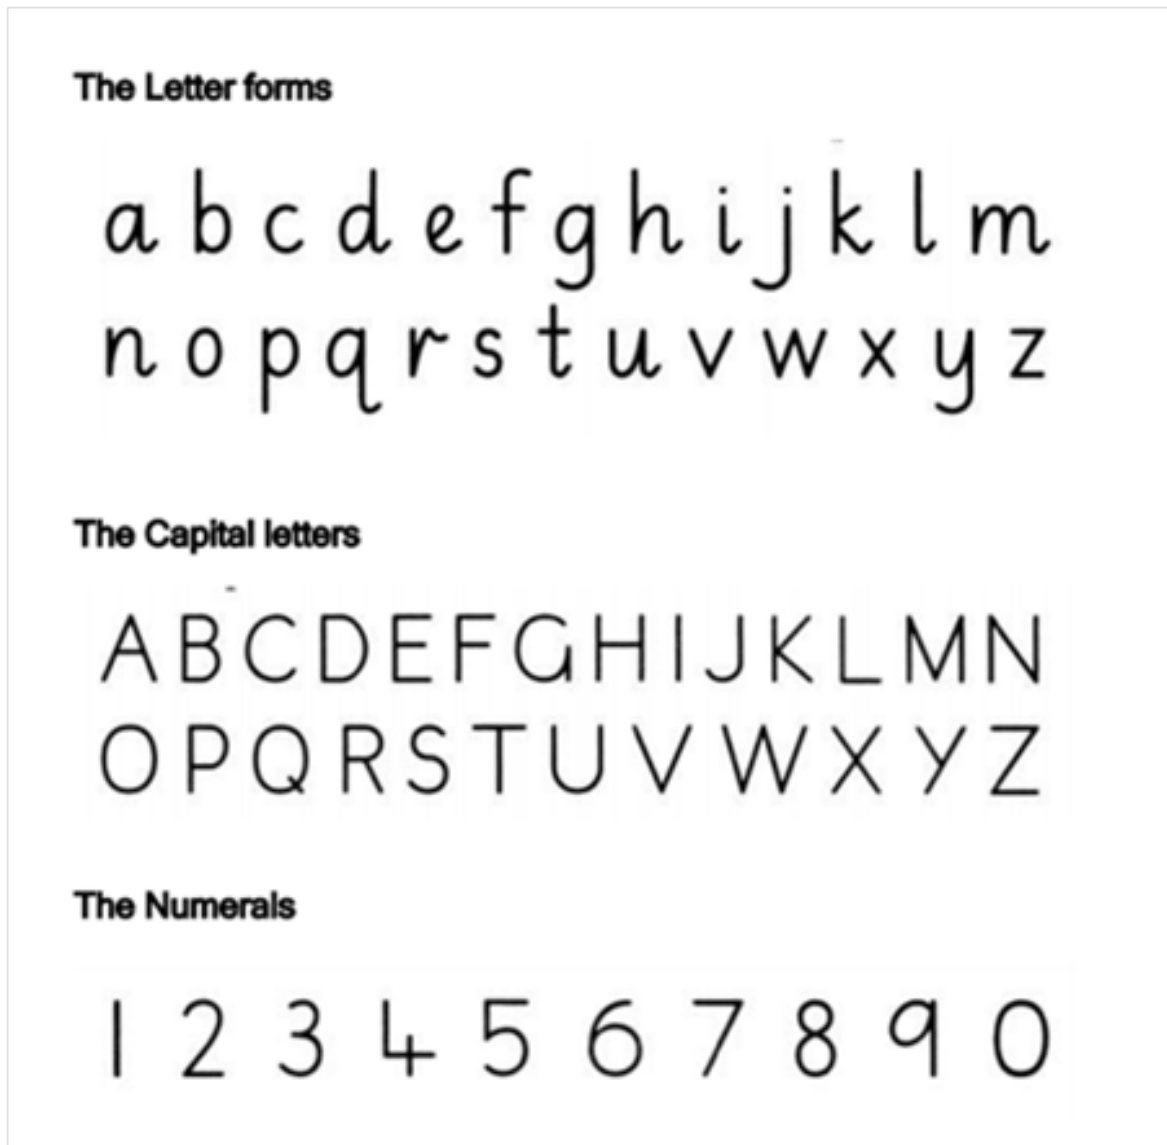 The Letter forms
a b c d e f g h i j k l m
n o p q r s t u v w x y z
The Capital letters
A B C D E F G H I J K L M N
O P Q R S T U V W X Y Z
The Numerals
1 2 3 4 5 6 7 8 9 0